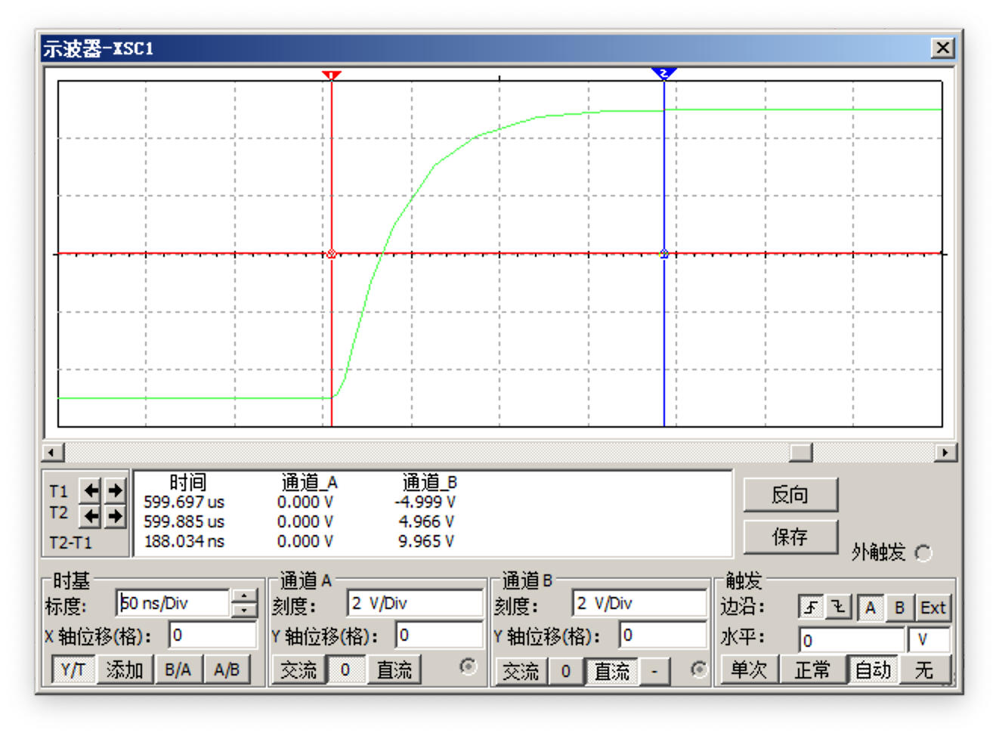 示波器-XSC1
1
2
时间 通道_A 通道_B
T1 599.697 us 0.000 V -4.999 V
T2 599.885 us 0.000 V 4.966 V
T2-T1 188.034 ns 0.000 V 9.965 V
反向
保存
外触发
时基
标度: 50 ns/Div
X 轴位移(格): 0
Y/T 添加 B/A A/B
通道 A
刻度: 2 V/Div
Y 轴位移(格): 0
交流 0 直流
通道 B
刻度: 2 V/Div
Y 轴位移(格): 0
交流 0 直流 -
触发
边沿: A B Ext
水平: 0 V
单次 正常 自动 无